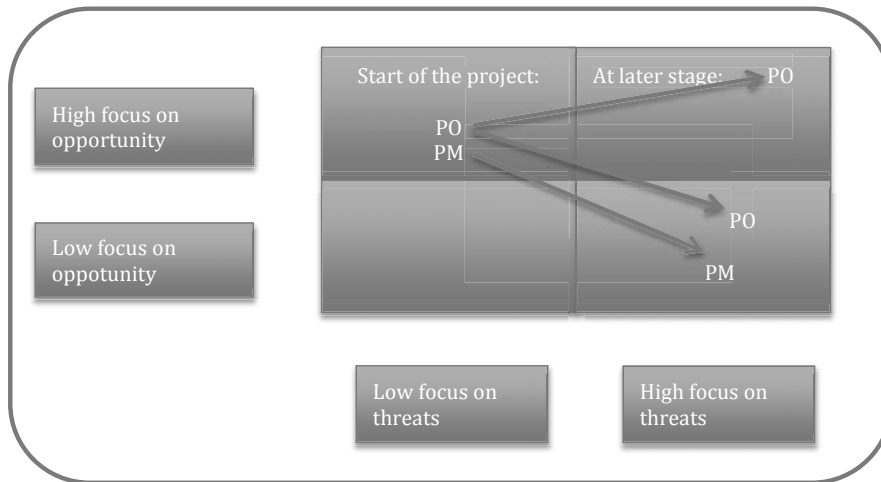 Start of the project:
At later stage:
PO
High focus on
opportunity
PO
PM
Low focus on
oppotunity
PO
PM
Low focus on
threats
High focus on
threats